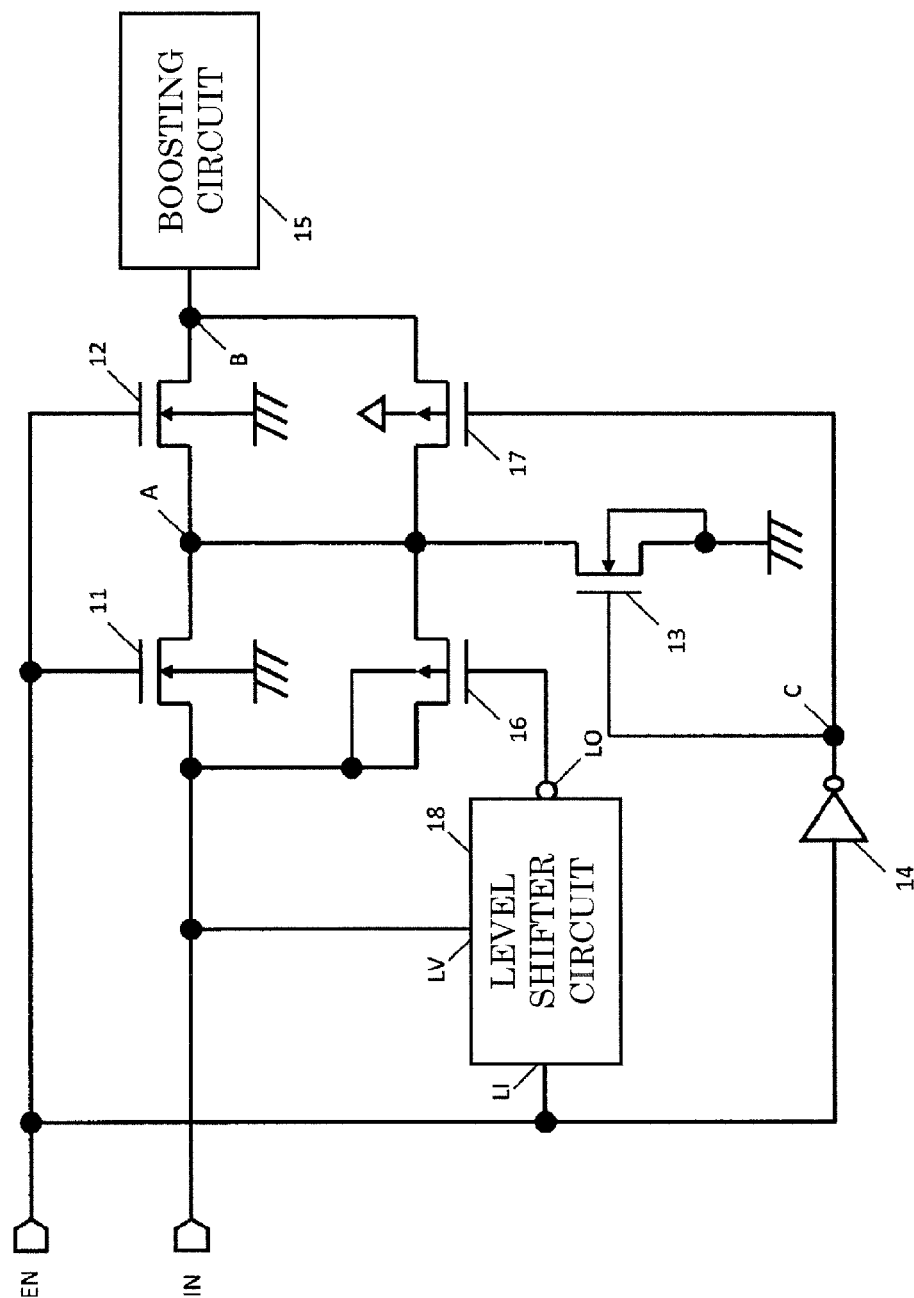 EN
IN
11
12
A
B
BOOSTING
CIRCUIT
15
16
17
13
LV
LI
LEVEL
SHIFTER
CIRCUIT
18
LO
C
14